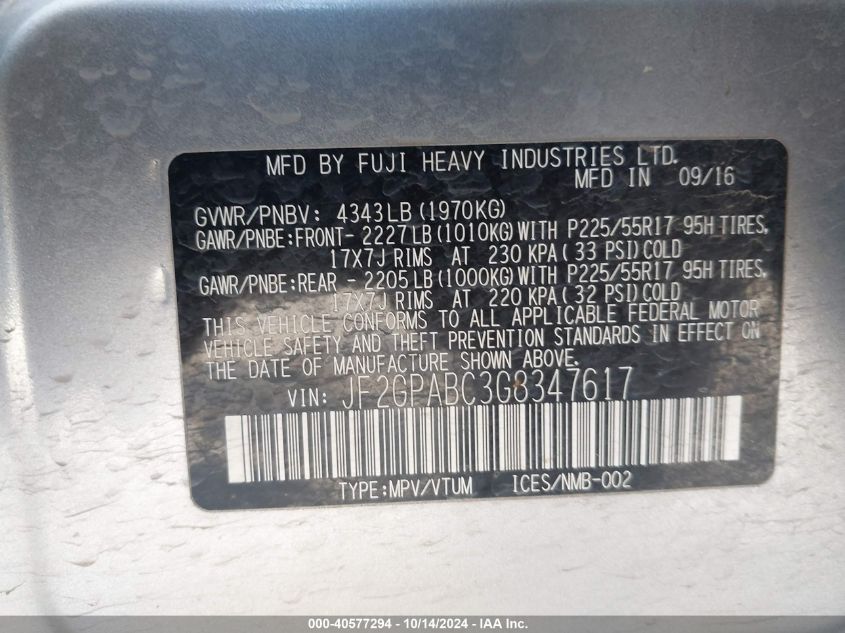 MFD BY FUJI HEAVY INDUSTRIES LTD.
MFD IN 09/16
GVWR/PNBV: 4343LB(1970KG)
GAWR/PNBE:FRONT- 2227LB(1010KG)WITH P225/55R17 95H TIRES,
17X7J RIMS AT 230 KPA(33 PSI)COLD
GAWR/PNBE:REAR - 2205LB(1000KG)WITH P225/55R17 95H TIRES,
17X7J RIMS AT 220 KPA(32 PSI)COLD
THIS VEHICLE CONFORMS TO ALL APPLICABLE FEDERAL MOTOR
VEHICLE SAFETY AND THEFT PREVENTION STANDARDS IN EFFECT ON
THE DATE OF MANUFACTURE SHOWN ABOVE.
VIN: JF2GPABC3G8347617
TYPE:MPV/VTUM ICES/NMB-002
000-40577294 - 10/14/2024 - IAA Inc.